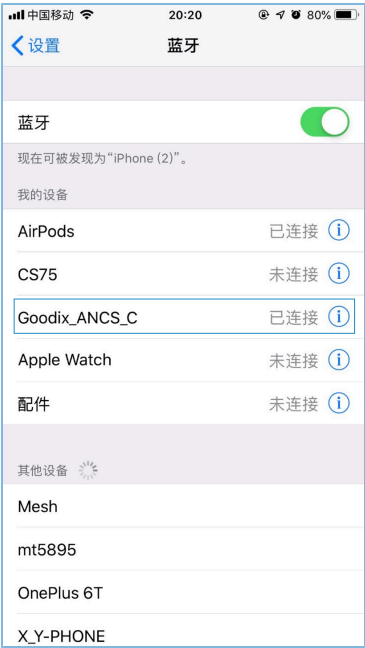 中国移动 20:20 80%
设置 蓝牙
蓝牙
现在可被发现为“iPhone (2)”。
我的设备
AirPods 已连接
CS75 未连接
Goodix_ANCS_C 已连接
Apple Watch 未连接
配件 未连接
其他设备
Mesh
mt5895
OnePlus 6T
X_Y-PHONE